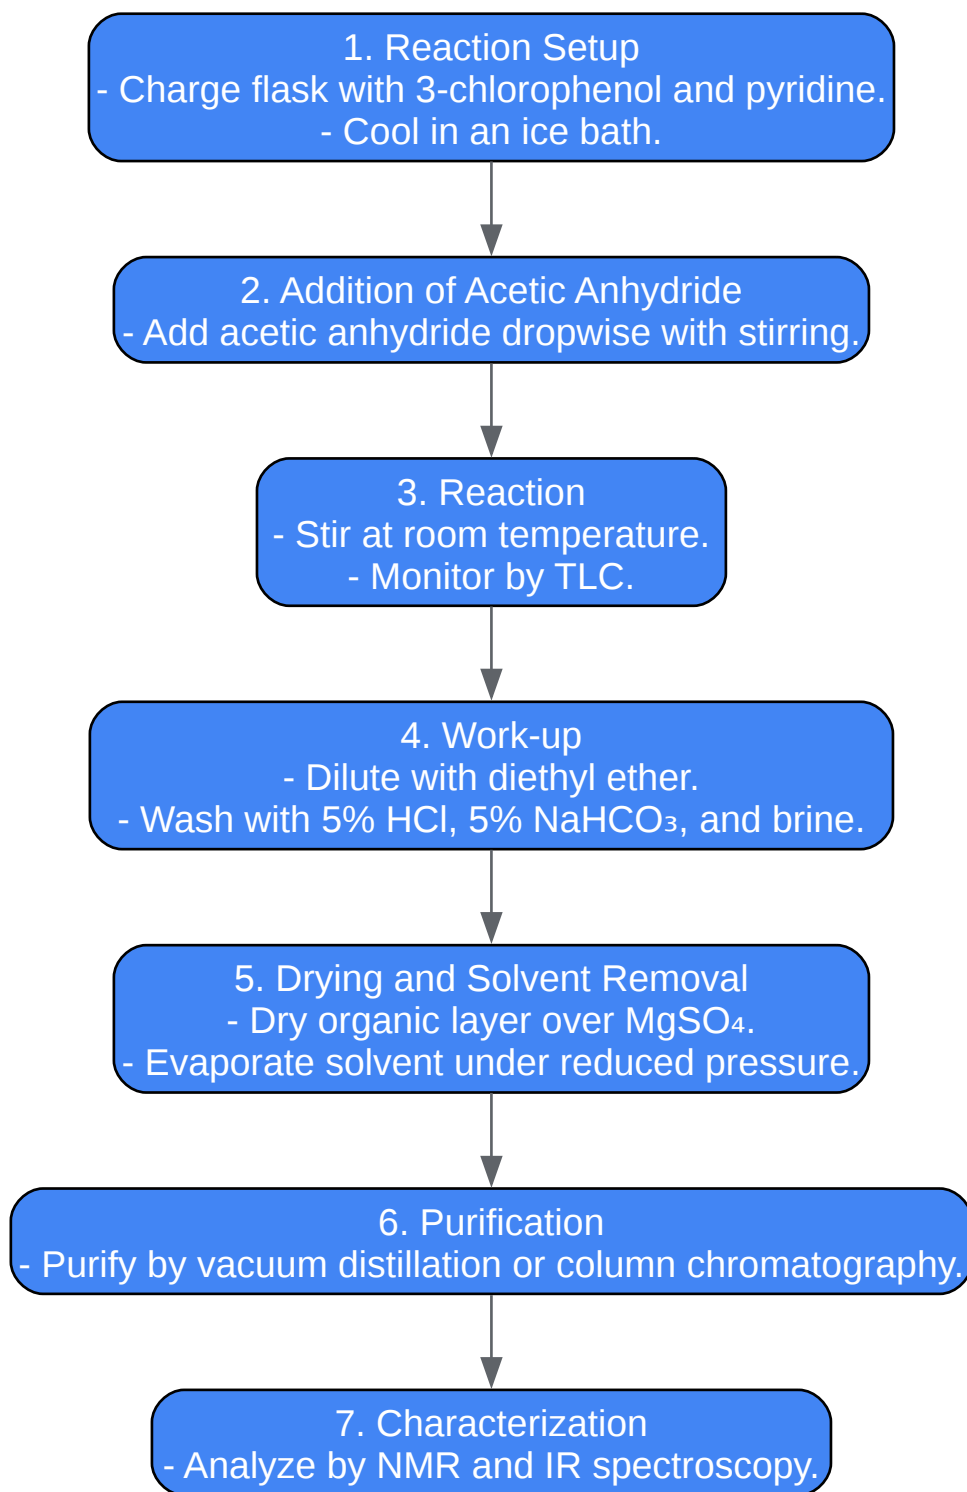 1. Reaction Setup
- Charge flask with 3-chlorophenol and pyridine.
- Cool in an ice bath.
2. Addition of Acetic Anhydride
- Add acetic anhydride dropwise with stirring.
3. Reaction
- Stir at room temperature.
- Monitor by TLC.
4. Work-up
- Dilute with diethyl ether.
- Wash with 5% HCl, 5% NaHCO₃, and brine.
5. Drying and Solvent Removal
- Dry organic layer over MgSO₄.
- Evaporate solvent under reduced pressure.
6. Purification
- Purify by vacuum distillation or column chromatography.
7. Characterization
- Analyze by NMR and IR spectroscopy.